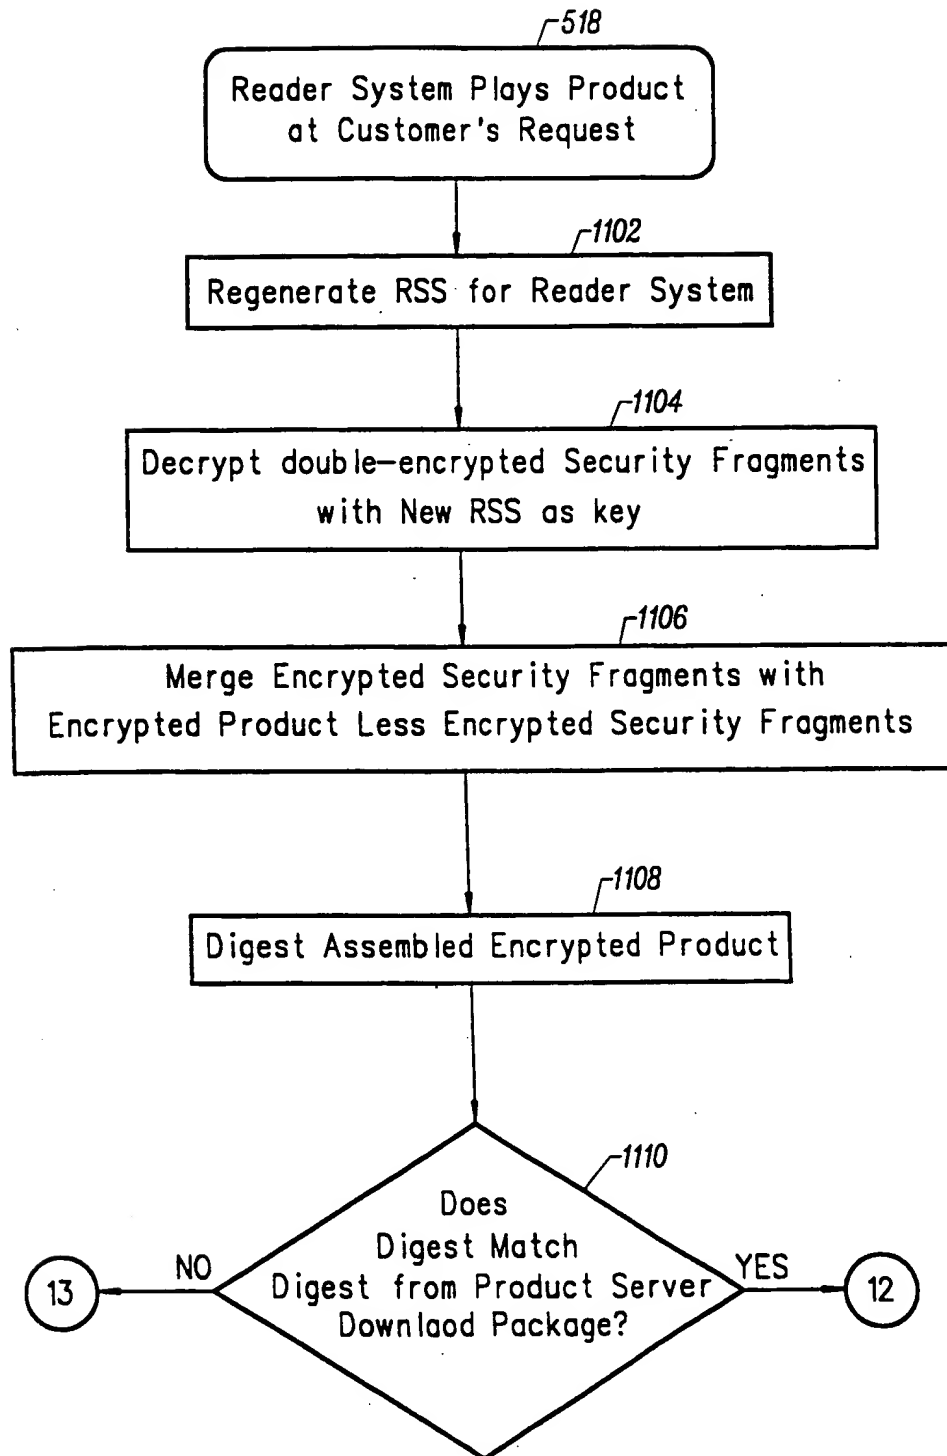 518
Reader System Plays Product
at Customer's Request
1102
Regenerate RSS for Reader System
1104
Decrypt double-encrypted Security Fragments
with New RSS as key
1106
Merge Encrypted Security Fragments with
Encrypted Product Less Encrypted Security Fragments
1108
Digest Assembled Encrypted Product
1110
Does
Digest Match
Digest from Product Server
Downlaod Package?
NO
YES
13
12